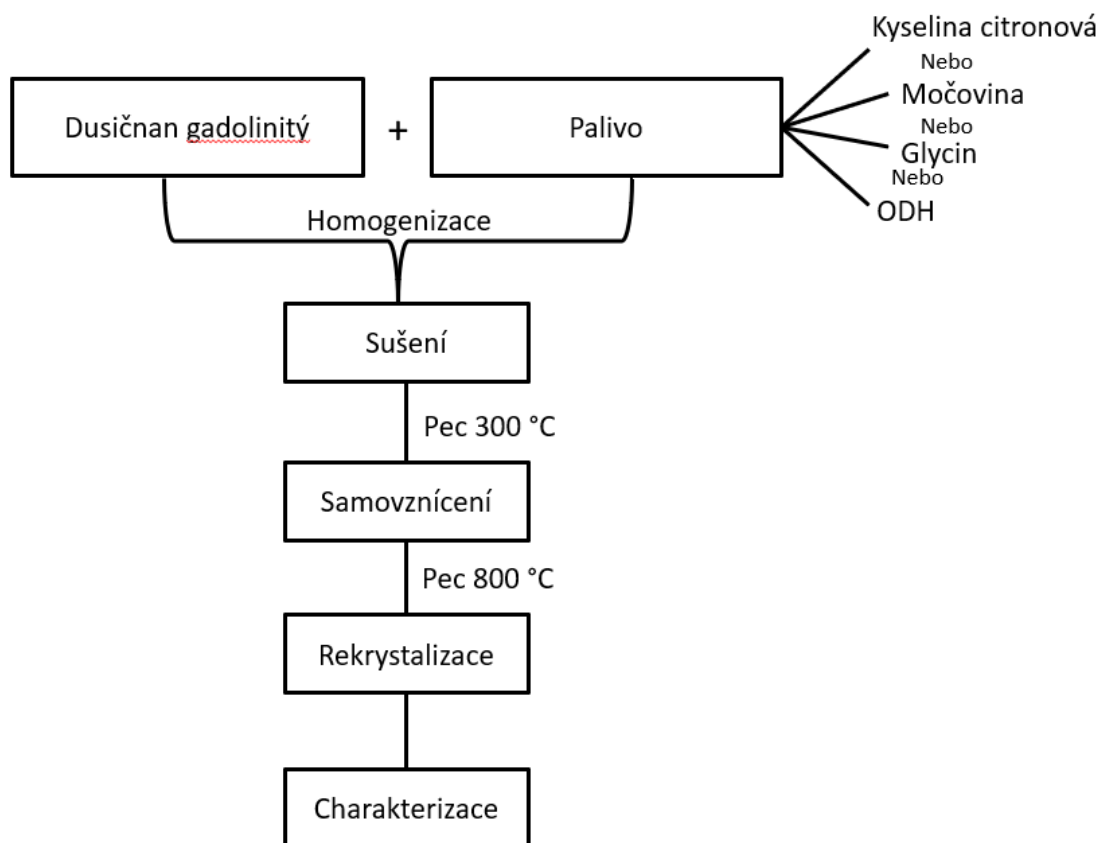 Kyselina citronová
Nebo
Močovina
Dusičnan gadolinitý + Palivo
Nebo
Glycin
Nebo
ODH
Homogenizace
Sušení
Pec 300 °C
Samovznícení
Pec 800 °C
Rekrystalizace
Charakterizace